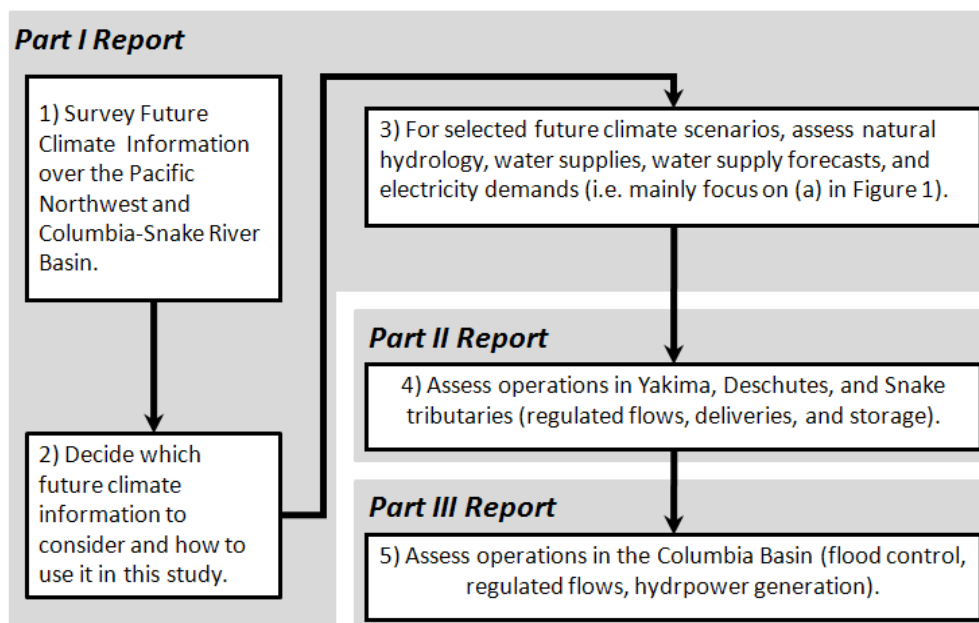 Part I Report
1) Survey Future
Climate Information
over the Pacific
Northwest and
Columbia-Snake River
Basin.
2) Decide which
future climate
information to
consider and how to
use it in this study.
3) For selected future climate scenarios, assess natural
hydrology, water supplies, water supply forecasts, and
electricity demands (i.e. mainly focus on (a) in Figure 1).
Part II Report
4) Assess operations in Yakima, Deschutes, and Snake
tributaries (regulated flows, deliveries, and storage).
Part III Report
5) Assess operations in the Columbia Basin (flood control,
regulated flows, hydrpower generation).